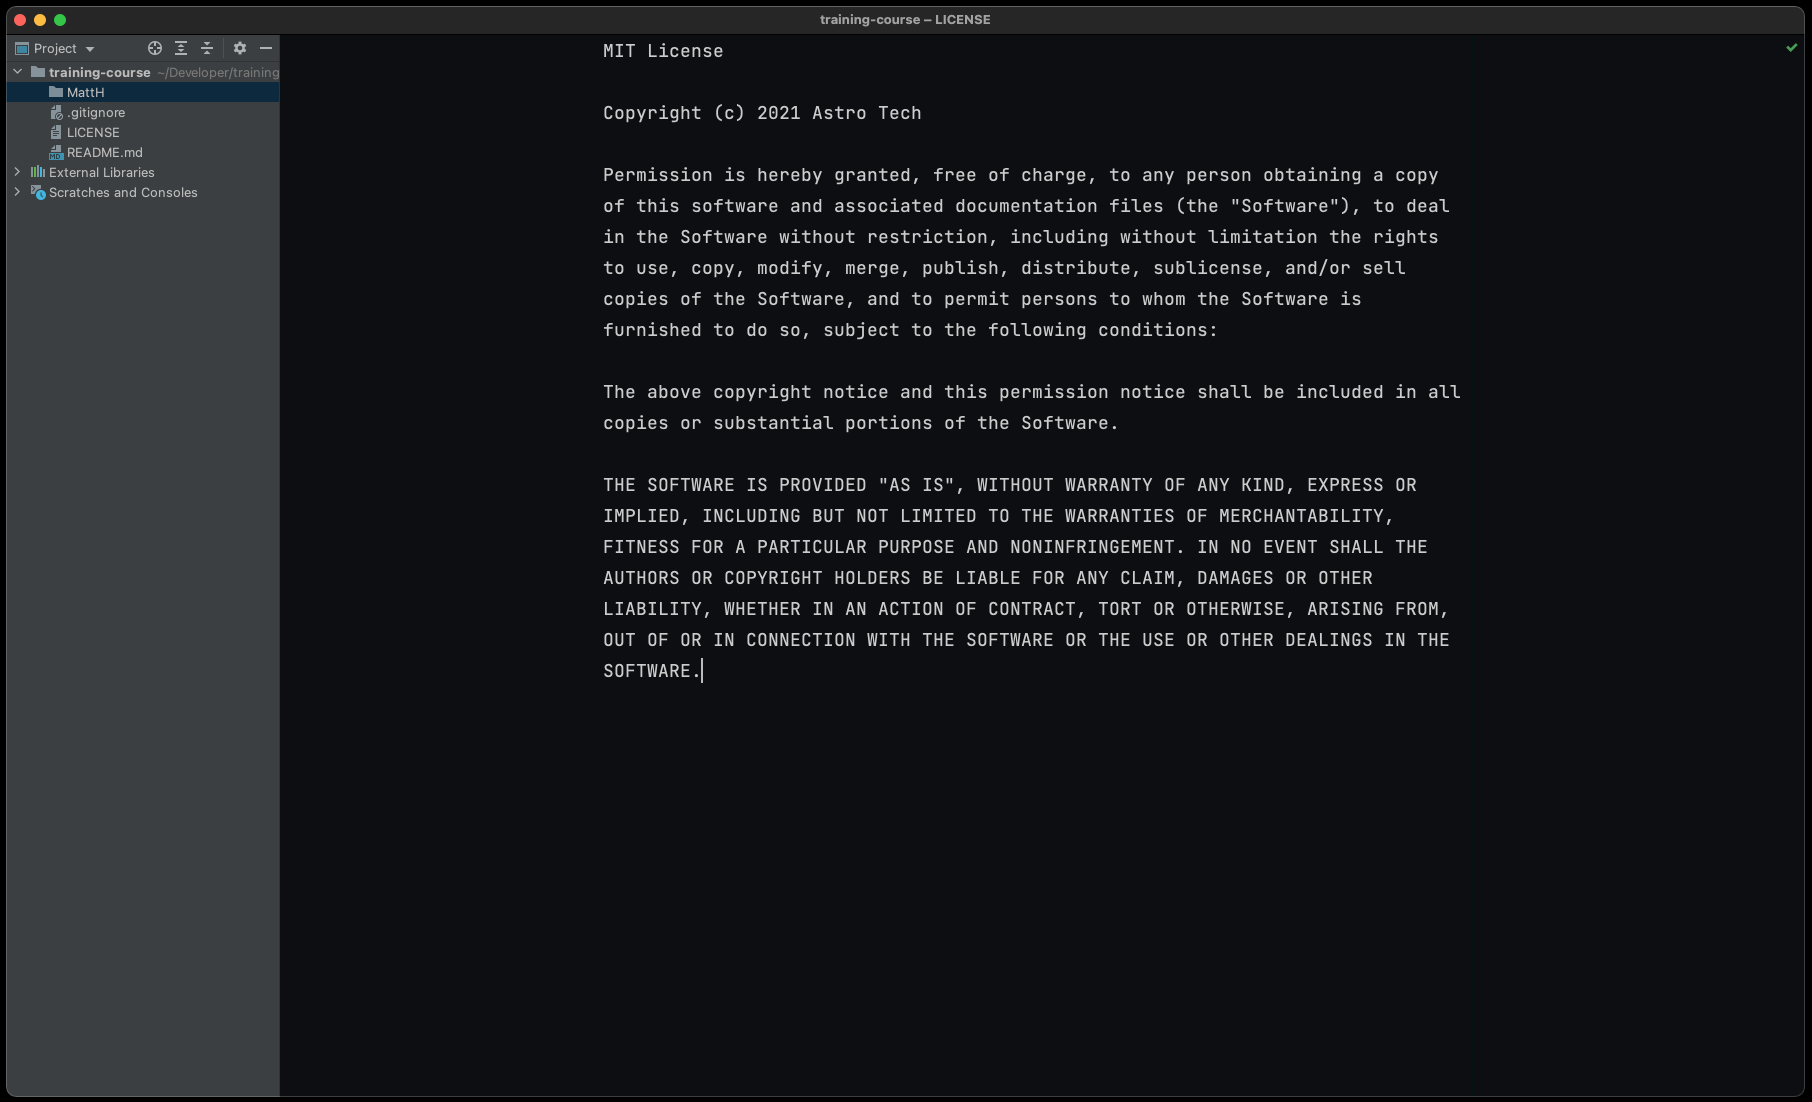 training-course – LICENSE
Project
training-course ~/Developer/training
MattH
.gitignore
LICENSE
README.md
External Libraries
Scratches and Consoles
MIT License
Copyright (c) 2021 Astro Tech
Permission is hereby granted, free of charge, to any person obtaining a copy
of this software and associated documentation files (the "Software"), to deal
in the Software without restriction, including without limitation the rights
to use, copy, modify, merge, publish, distribute, sublicense, and/or sell
copies of the Software, and to permit persons to whom the Software is
furnished to do so, subject to the following conditions:
The above copyright notice and this permission notice shall be included in all
copies or substantial portions of the Software.
THE SOFTWARE IS PROVIDED "AS IS", WITHOUT WARRANTY OF ANY KIND, EXPRESS OR
IMPLIED, INCLUDING BUT NOT LIMITED TO THE WARRANTIES OF MERCHANTABILITY,
FITNESS FOR A PARTICULAR PURPOSE AND NONINFRINGEMENT. IN NO EVENT SHALL THE
AUTHORS OR COPYRIGHT HOLDERS BE LIABLE FOR ANY CLAIM, DAMAGES OR OTHER
LIABILITY, WHETHER IN AN ACTION OF CONTRACT, TORT OR OTHERWISE, ARISING FROM,
OUT OF OR IN CONNECTION WITH THE SOFTWARE OR THE USE OR OTHER DEALINGS IN THE
SOFTWARE.